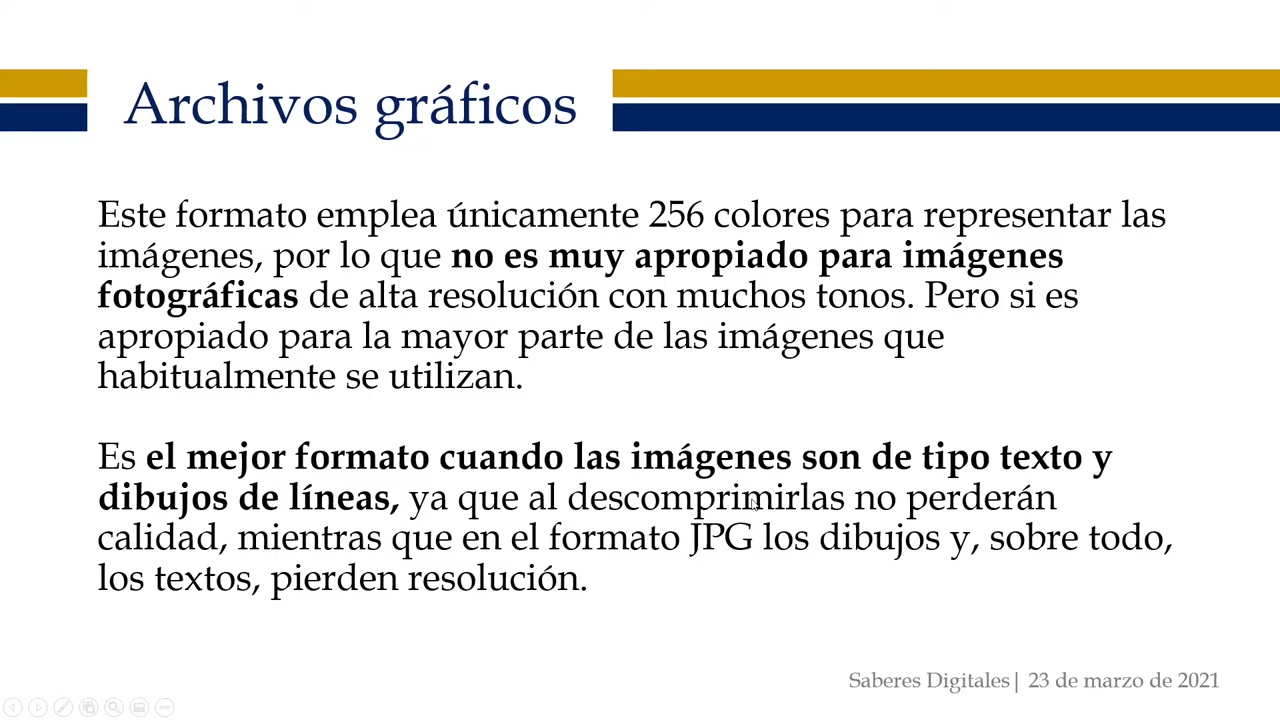 Archivos gráficos
Este formato emplea únicamente 256 colores para representar las
imágenes, por lo que no es muy apropiado para imágenes
fotográficas de alta resolución con muchos tonos. Pero si es
apropiado para la mayor parte de las imágenes que
habitualmente se utilizan.
Es el mejor formato cuando las imágenes son de tipo texto y
dibujos de líneas, ya que al descomprimirlas no perderán
calidad, mientras que en el formato JPG los dibujos y, sobre todo,
los textos, pierden resolución.
Saberes Digitales| 23 de marzo de 2021